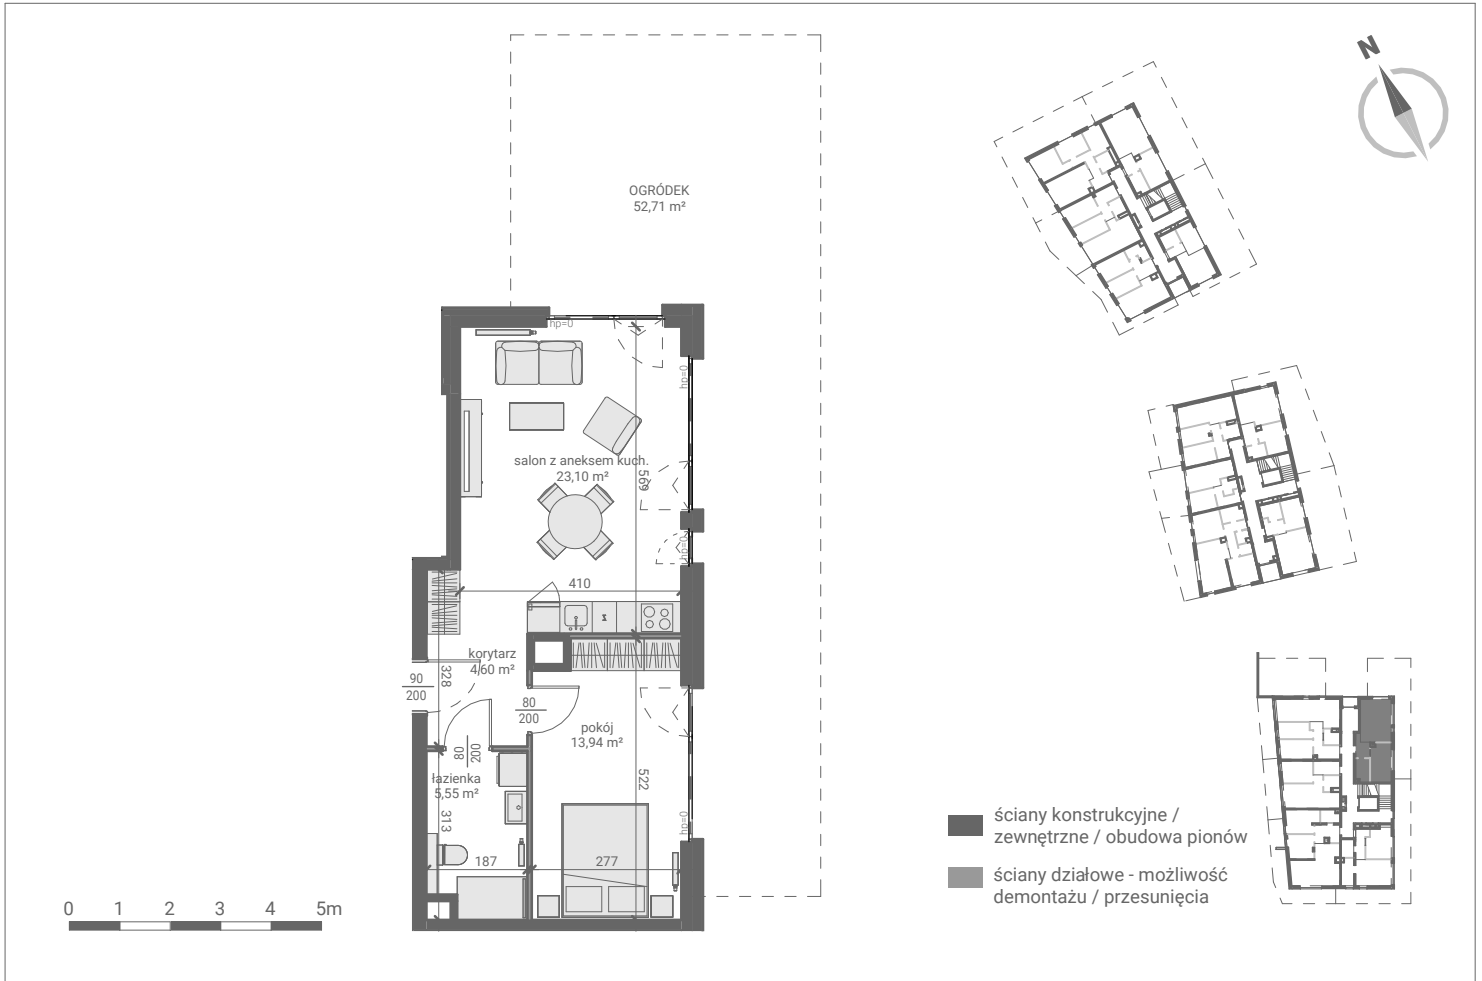 N
OGRÓDEK
52,71 m²
hp=0
hp=0
salon z aneksem kuch.
23,10 m²
569
hp=0
410
korytarz
4,60 m²
328
90
200
80
200
pokój
13,94 m²
80
200
łazienka
5,55 m²
522
313
hp=0
187
277
ściany konstrukcyjne /
zewnętrzne / obudowa pionów
ściany działowe - możliwość
demontażu / przesunięcia
0 1 2 3 4 5m